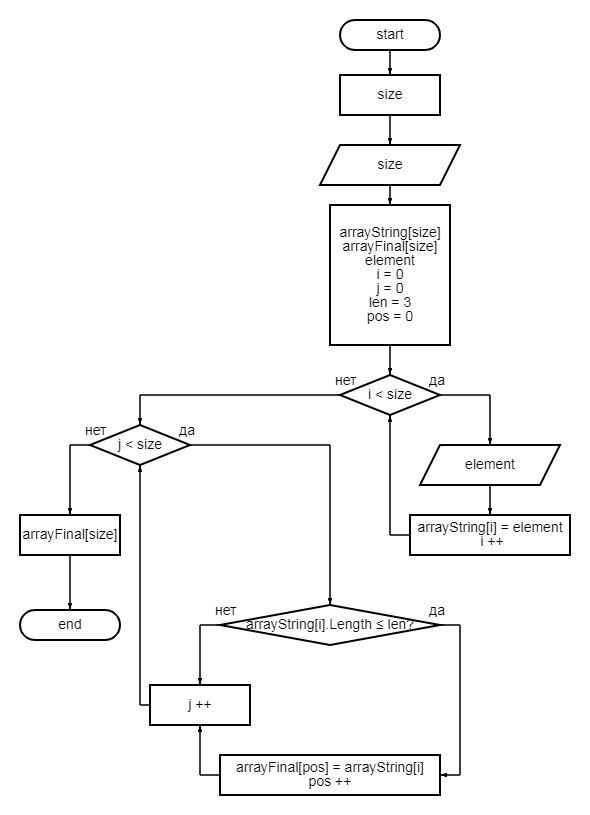 start
size
size
arrayString[size]
arrayFinal[size]
element
i = 0
j = 0
len = 3
pos = 0
нет
да
i < size
нет
да
j < size
element
arrayFinal[size]
arrayString[i] = element
i ++
end
нет
да
arrayString[i].Length ≤ len?
j ++
arrayFinal[pos] = arrayString[i]
pos ++